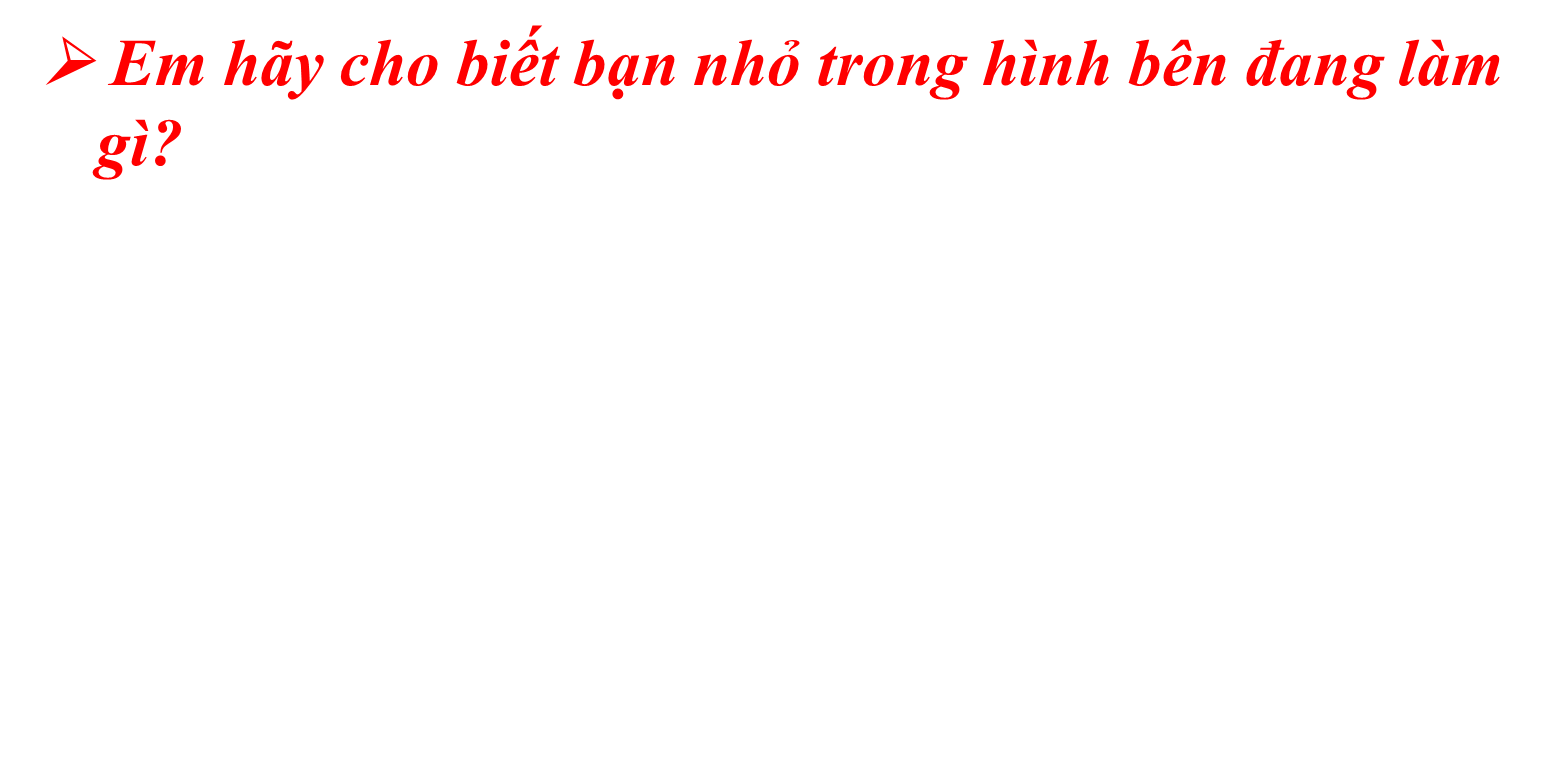 ➢ Em hãy cho biết bạn nhỏ trong hình bên đang làm
gì?